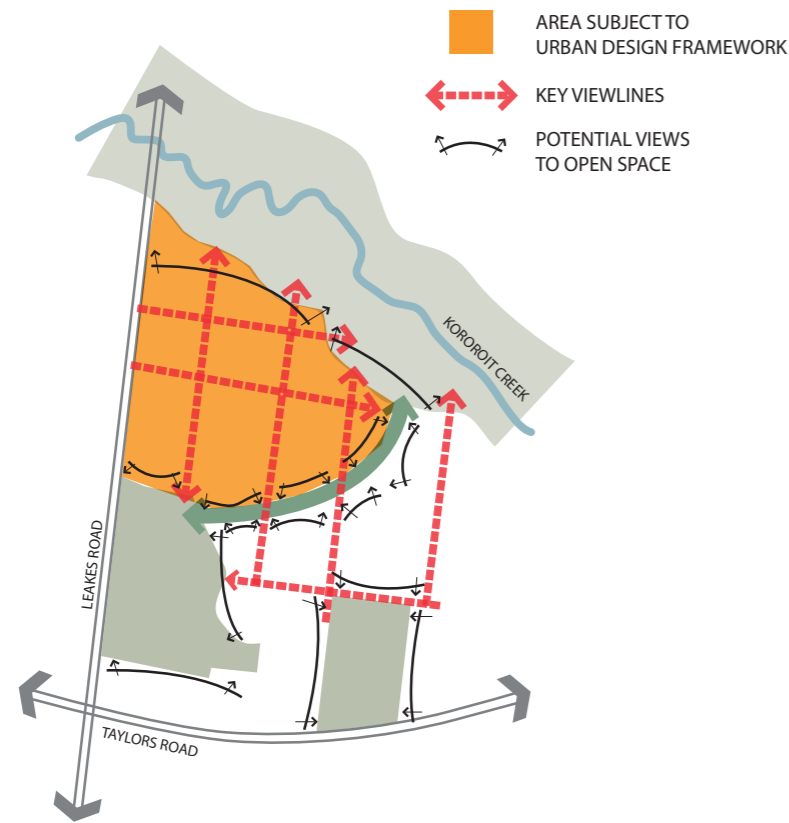 AREA SUBJECT TO
URBAN DESIGN FRAMEWORK
KEY VIEWLINES
POTENTIAL VIEWS
TO OPEN SPACE
KOROROIT CREEK
LEAKES ROAD
TAYLORS ROAD